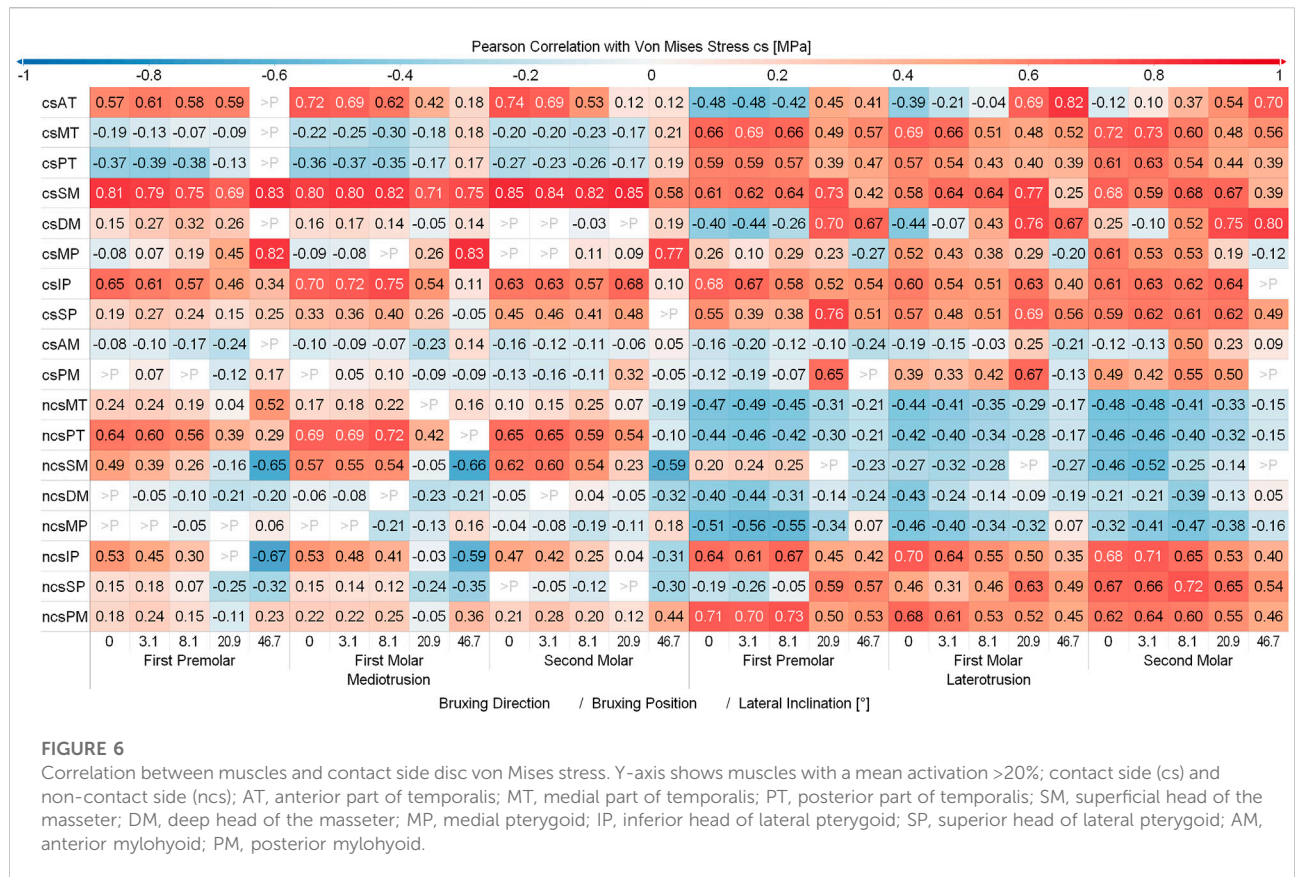 Pearson Correlation with Von Mises Stress cs [MPa]
-1 -0.8 -0.6 -0.4 -0.2 0 0.2 0.4 0.6 0.8 1
csAT 0.57 0.61 0.58 0.59 >P 0.72 0.69 0.62 0.42 0.18 0.74 0.69 0.53 0.12 0.12 -0.48 -0.48 -0.42 0.45 0.41 -0.39 -0.21 -0.04 0.69 0.82 -0.12 0.10 0.37 0.54 0.70
csMT -0.19 -0.13 -0.07 -0.09 >P -0.22 -0.25 -0.30 -0.18 0.18 -0.20 -0.20 -0.23 -0.17 0.21 0.66 0.69 0.66 0.49 0.57 0.69 0.66 0.51 0.48 0.52 0.72 0.73 0.60 0.48 0.56
csPT -0.37 -0.39 -0.38 -0.13 >P -0.36 -0.37 -0.35 -0.17 0.17 -0.27 -0.23 -0.26 -0.17 0.19 0.59 0.59 0.57 0.39 0.47 0.57 0.54 0.43 0.40 0.39 0.61 0.63 0.54 0.44 0.39
csSM 0.81 0.79 0.75 0.69 0.83 0.80 0.80 0.82 0.71 0.75 0.85 0.84 0.82 0.85 0.58 0.61 0.62 0.64 0.73 0.42 0.58 0.64 0.64 0.77 0.25 0.68 0.59 0.68 0.67 0.39
csDM 0.15 0.27 0.32 0.26 >P 0.16 0.17 0.14 -0.05 0.14 >P >P -0.03 >P 0.19 -0.40 -0.44 -0.26 0.70 0.67 -0.44 -0.07 0.43 0.76 0.67 0.25 -0.10 0.52 0.75 0.80
csMP -0.08 0.07 0.19 0.45 0.82 -0.09 -0.08 >P 0.26 0.83 >P >P 0.11 0.09 0.77 0.26 0.10 0.29 0.23 -0.27 0.52 0.43 0.38 0.29 -0.20 0.61 0.53 0.53 0.19 -0.12
csIP 0.65 0.61 0.57 0.46 0.34 0.70 0.72 0.75 0.54 0.11 0.63 0.63 0.57 0.68 0.10 0.68 0.67 0.58 0.52 0.54 0.60 0.54 0.51 0.63 0.40 0.61 0.63 0.62 0.64 >P
csSP 0.19 0.27 0.24 0.15 0.25 0.33 0.36 0.40 0.26 -0.05 0.45 0.46 0.41 0.48 >P 0.55 0.39 0.38 0.76 0.51 0.57 0.48 0.51 0.69 0.56 0.59 0.62 0.61 0.62 0.49
csAM -0.08 -0.10 -0.17 -0.24 >P -0.10 -0.09 -0.07 -0.23 0.14 -0.16 -0.12 -0.11 -0.06 0.05 -0.16 -0.20 -0.12 -0.10 -0.24 -0.19 -0.15 -0.03 0.25 -0.21 -0.12 -0.13 0.50 0.23 0.09
csPM >P 0.07 >P -0.12 0.17 >P 0.05 0.10 -0.09 -0.09 -0.13 -0.16 -0.11 0.32 -0.05 -0.12 -0.19 -0.07 0.65 >P 0.39 0.33 0.42 0.67 -0.13 0.49 0.42 0.55 0.50 >P
ncsMT 0.24 0.24 0.19 0.04 0.52 0.17 0.18 0.22 >P 0.16 0.10 0.15 0.25 0.07 -0.19 -0.47 -0.49 -0.45 -0.31 -0.21 -0.44 -0.41 -0.35 -0.29 -0.17 -0.48 -0.48 -0.41 -0.33 -0.15
ncsPT 0.64 0.60 0.56 0.39 0.29 0.69 0.69 0.72 0.42 >P 0.65 0.65 0.59 0.54 -0.10 -0.44 -0.46 -0.42 -0.30 -0.21 -0.42 -0.40 -0.34 -0.28 -0.17 -0.46 -0.46 -0.40 -0.32 -0.15
ncsSM 0.49 0.39 0.26 -0.16 -0.65 0.57 0.55 0.54 -0.05 -0.66 0.62 0.60 0.54 0.23 -0.59 0.20 0.24 0.25 >P -0.23 -0.27 -0.32 -0.28 >P -0.27 -0.46 -0.52 -0.25 -0.14 >P
ncsDM >P -0.05 -0.10 -0.21 -0.20 -0.06 -0.08 >P -0.23 -0.21 -0.05 >P 0.04 -0.05 -0.32 -0.40 -0.44 -0.31 -0.14 -0.24 -0.43 -0.24 -0.14 -0.09 -0.19 -0.21 -0.21 -0.39 -0.13 0.05
ncsMP >P >P -0.05 >P 0.06 >P >P -0.21 -0.13 0.16 -0.04 -0.08 -0.19 -0.11 0.18 -0.51 -0.56 -0.55 -0.34 0.07 -0.46 -0.40 -0.34 -0.32 0.07 -0.32 -0.41 -0.47 -0.38 -0.16
ncsIP 0.53 0.45 0.30 >P -0.67 0.53 0.48 0.41 -0.03 -0.59 0.47 0.42 0.25 0.04 -0.31 0.64 0.61 0.67 0.45 0.42 0.70 0.64 0.55 0.50 0.35 0.68 0.71 0.65 0.53 0.40
ncsSP 0.15 0.18 0.07 -0.25 -0.32 0.15 0.14 0.12 -0.24 -0.35 >P -0.05 -0.12 >P -0.30 -0.19 -0.26 -0.05 0.59 0.57 0.46 0.31 0.46 0.63 0.49 0.67 0.66 0.72 0.65 0.54
ncsPM 0.18 0.24 0.15 -0.11 0.23 0.22 0.22 0.25 -0.05 0.36 0.21 0.28 0.20 0.12 0.44 0.71 0.70 0.73 0.50 0.53 0.68 0.61 0.53 0.52 0.45 0.62 0.64 0.60 0.55 0.46
0 3.1 8.1 20.9 46.7 0 3.1 8.1 20.9 46.7 0 3.1 8.1 20.9 46.7 0 3.1 8.1 20.9 46.7 0 3.1 8.1 20.9 46.7 0 3.1 8.1 20.9 46.7
First Premolar First Molar Second Molar First Premolar First Molar Second Molar
Mediotrusion Laterotrusion
Bruxing Direction / Bruxing Position / Lateral Inclination [°]
FIGURE 6
Correlation between muscles and contact side disc von Mises stress. Y-axis shows muscles with a mean activation >20%; contact side (cs) and
non-contact side (ncs); AT, anterior part of temporalis; MT, medial part of temporalis; PT, posterior part of temporalis; SM, superficial head of the
masseter; DM, deep head of the masseter; MP, medial pterygoid; IP, inferior head of lateral pterygoid; SP, superior head of lateral pterygoid; AM,
anterior mylohyoid; PM, posterior mylohyoid.